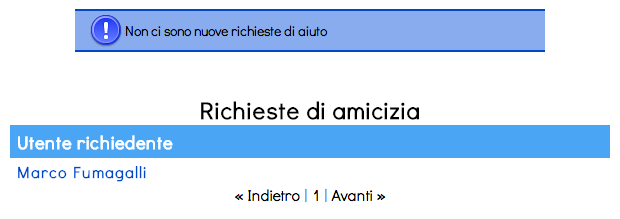 Non ci sono nuove richieste di aiuto
Richieste di amicizia
Utente richiedente
Marco Fumagalli
« Indietro | 1 | Avanti »